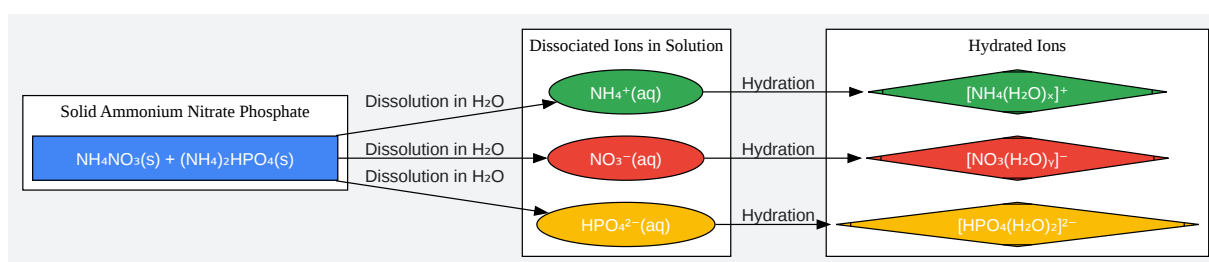 Solid Ammonium Nitrate Phosphate
NH₄NO₃(s) + (NH₄)₂HPO₄(s)
Dissolution in H₂O
Dissolution in H₂O
Dissolution in H₂O
Dissociated Ions in Solution
NH₄⁺(aq)
NO₃⁻(aq)
HPO₄²⁻(aq)
Hydration
Hydration
Hydration
Hydrated Ions
[NH₄(H₂O)ₓ]⁺
[NO₃(H₂O)ᵧ]⁻
[HPO₄(H₂O)₂]²⁻